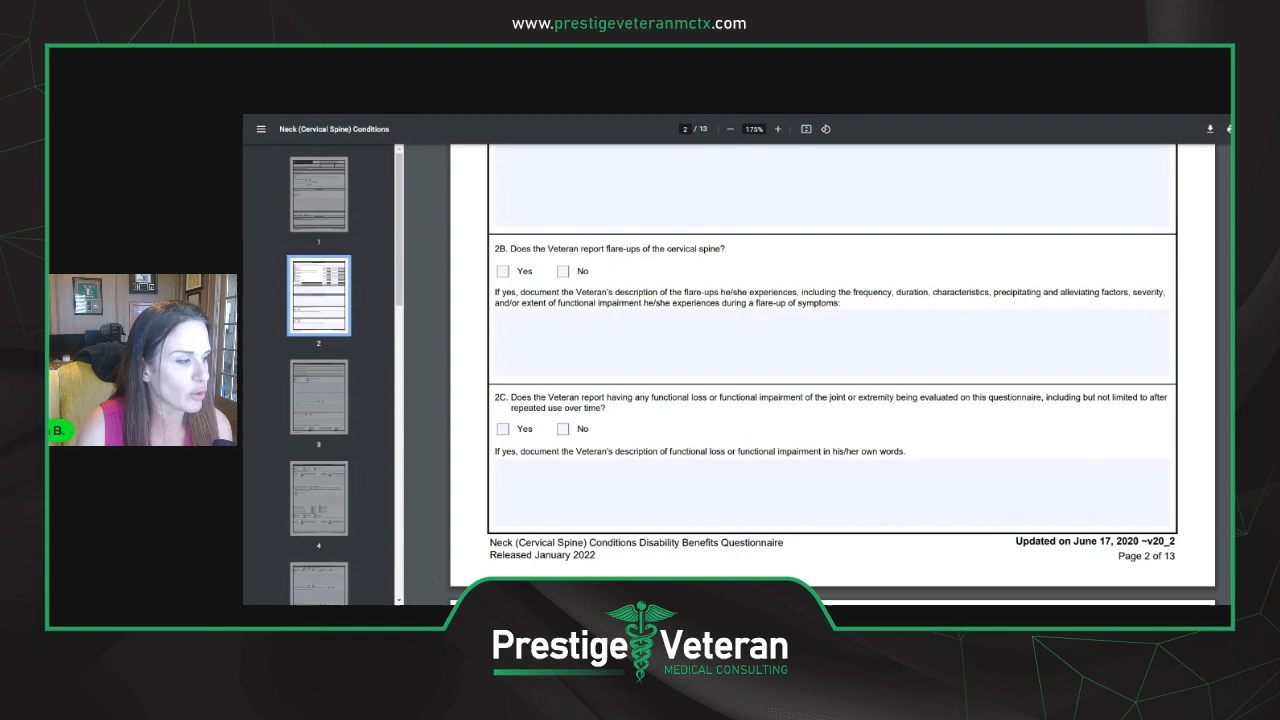 www.prestigeveteranmctx.com
Neck (Cervical Spine) Conditions
2 / 13
175%
1
2
3
4
2B. Does the Veteran report flare-ups of the cervical spine?
Yes No
If yes, document the Veteran's description of the flare-ups he/she experiences, including the frequency, duration, characteristics, precipitating and alleviating factors, severity,
and/or extent of functional impairment he/she experiences during a flare-up of symptoms:
2C. Does the Veteran report having any functional loss or functional impairment of the joint or extremity being evaluated on this questionnaire, including but not limited to after
repeated use over time?
Yes No
If yes, document the Veteran's description of functional loss or functional impairment in his/her own words.
Neck (Cervical Spine) Conditions Disability Benefits Questionnaire
Released January 2022
Updated on June 17, 2020 ~v20_2
Page 2 of 13
B.
Prestige Veteran
MEDICAL CONSULTING